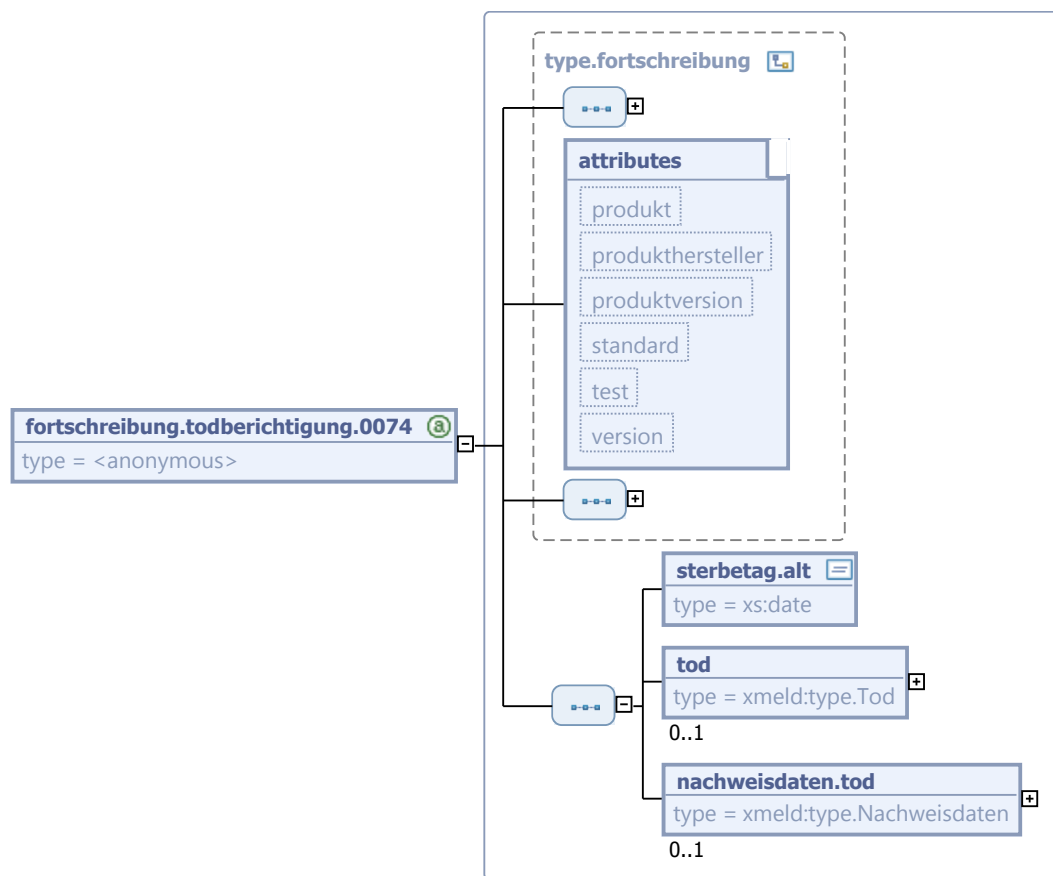 type.fortschreibung
attributes
produkt
produkthersteller
produktversion
standard
test
version
fortschreibung.todberichtigung.0074
type = <anonymous>
sterbetag.alt
type = xs:date
tod
type = xmeld:type.Tod
0..1
nachweisdaten.tod
type = xmeld:type.Nachweisdaten
0..1